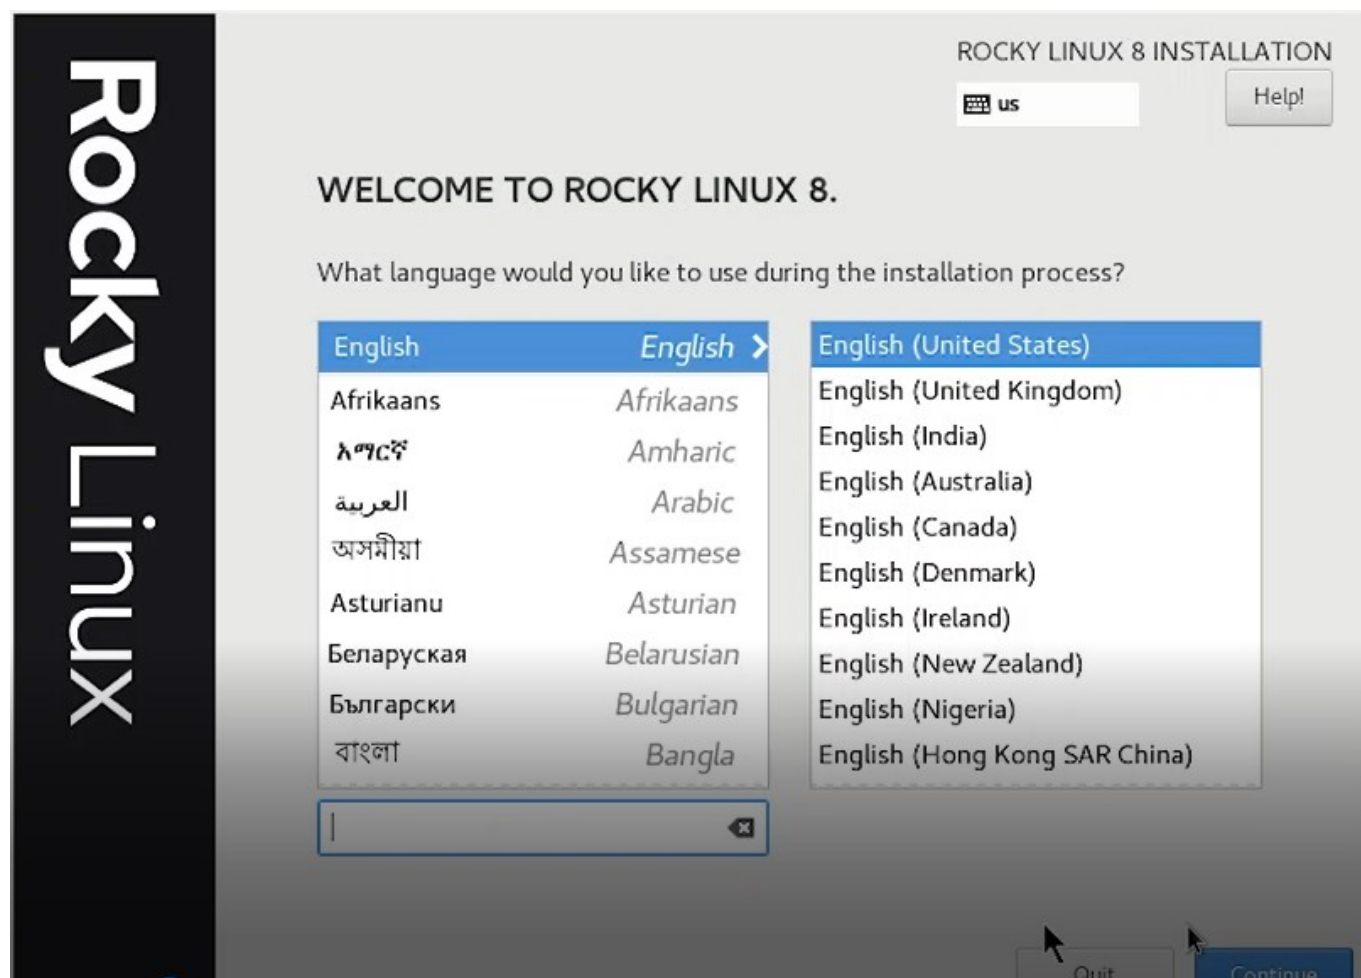 Rocky Linux
ROCKY LINUX 8 INSTALLATION
us
Help!
WELCOME TO ROCKY LINUX 8.
What language would you like to use during the installation process?
English English
Afrikaans Afrikaans
አማርኛ Amharic
العربية Arabic
অসমীয়া Assamese
Asturianu Asturian
Беларуская Belarusian
Български Bulgarian
বাংলা Bangla
English (United States)
English (United Kingdom)
English (India)
English (Australia)
English (Canada)
English (Denmark)
English (Ireland)
English (New Zealand)
English (Nigeria)
English (Hong Kong SAR China)
Quit
Continue